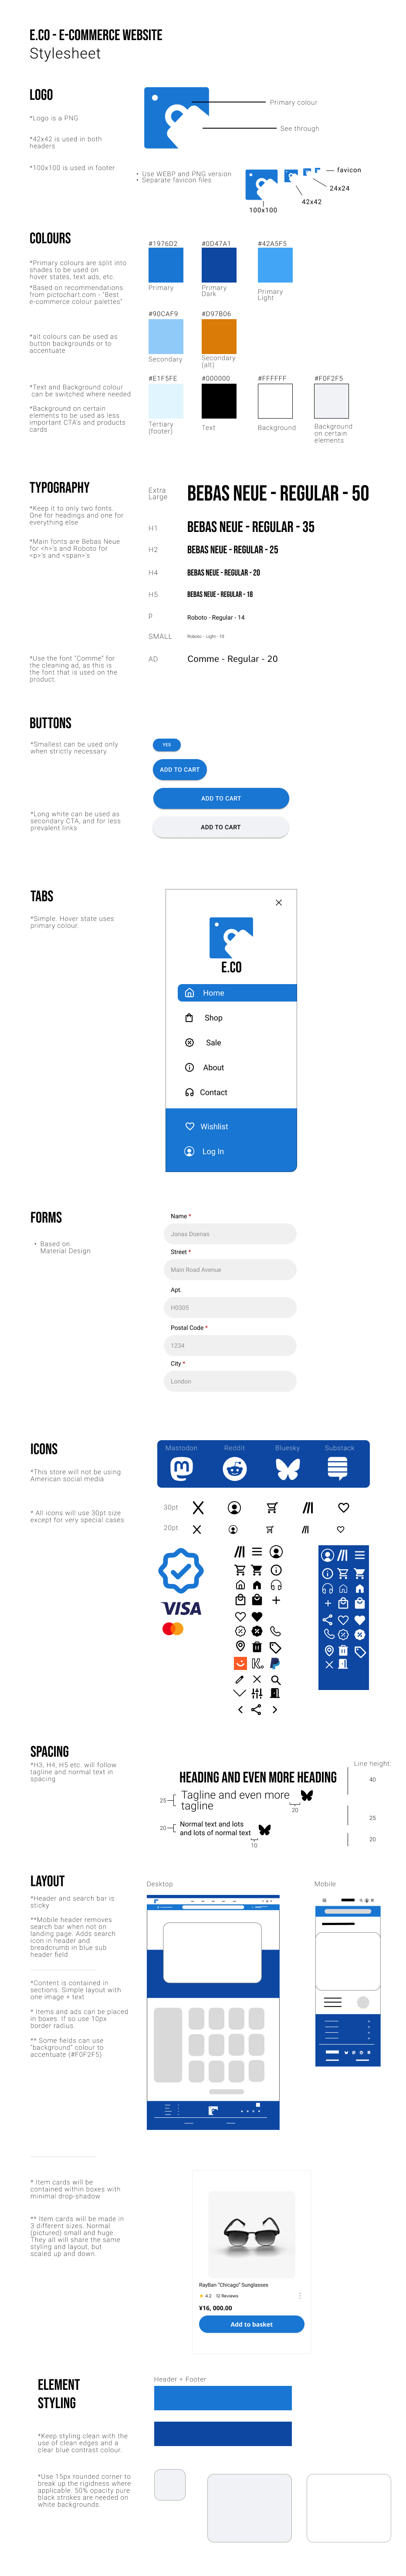 E.CO - E-COMMERCE WEBSITE
Stylesheet
LOGO
*Logo is a PNG
*42x42 is used in both
headers
*100x100 is used in footer
Primary colour
See through
• Use WEBP and PNG version
• Separate favicon files
favicon
24x24
42x42
100x100
COLOURS
*Primary colours are split into
shades to be used on
hover states, text ads, etc.
*Based on recommendations
from pictochart.com - "Best
e-commerce colour palettes"
*alt colours can be used as
button backgrounds or to
accentuate
*Text and Background colour
can be switched where needed
*Background on certain
elements to be used as less
important CTA's and products
cards
#1976D2
#0D47A1
#42A5F5
Primary
Primary
Dark
Primary
Light
#90CAF9
#D97B06
Secondary
Secondary
(alt)
#E1F5FE
#000000
#FFFFFF
#F0F2F5
Tertiary
(footer)
Text
Background
Background
on certain
elements
TYPOGRAPHY
*Keep it to only two fonts.
One for headings and one for
everything else
*Main fonts are Bebas Neue
for <h>'s and Roboto for
<p>'s and <span>'s
*Use the font "Comme" for
the cleaning ad, as this is
the font that is used on the
product.
Extra
Large
BEBAS NEUE - REGULAR - 50
H1
BEBAS NEUE - REGULAR - 35
H2
BEBAS NEUE - REGULAR - 25
H4
BEBAS NEUE - REGULAR - 20
H5
BEBAS NEUE - REGULAR - 18
p
Roboto - Regular - 14
SMALL
Roboto - Light - 10
AD
Comme - Regular - 20
BUTTONS
*Smallest can be used only
when strictly necessary.
*Long white can be used as
secondary CTA, and for less
prevalent links
YES
ADD TO CART
ADD TO CART
ADD TO CART
TABS
*Simple. Hover state uses
primary colour.
E.CO
Home
Shop
Sale
About
Contact
Wishlist
Log In
FORMS
• Based on
Material Design
Name *
Jonas Doenas
Street *
Main Road Avenue
Apt.
H0305
Postal Code *
1234
City *
London
ICONS
*This store will not be using
American social media
* All icons will use 30pt size
except for very special cases
Mastodon
Reddit
Bluesky
Substack
30pt
20pt
VISA
K.
SPACING
*H3, H4, H5 etc. will follow
tagline and normal text in
spacing
HEADING AND EVEN MORE HEADING
Tagline and even more
tagline
Normal text and lots
and lots of normal text
25
20
20
10
Line height:
40
25
20
LAYOUT
*Header and search bar is
sticky
**Mobile header removes
search bar when not on
landing page. Adds search
icon in header and
breadcrumb in blue sub
header field
*Content is contained in
sections. Simple layout with
one image + text
* Items and ads can be placed
in boxes. If so use 10px
border radius.
** Some fields can use
"background" colour to
accentuate (#F0F2F5)
Desktop
Mobile
* Item cards will be
contained within boxes with
minimal drop-shadow
** Item cards will be made in
3 different sizes. Normal
(pictured) small and huge.
They all will share the same
styling and layout, but
scaled up and down.
RayBan "Chicago" Sunglasses
4.2 12 Reviews
¥16, 000.00
Add to basket
ELEMENT
STYLING
*Keep styling clean with the
use of clean edges and a
clear blue contrast colour.
*Use 15px rounded corner to
break up the rigidness where
applicable. 50% opacity pure
black strokes are needed on
white backgrounds.
Header + Footer